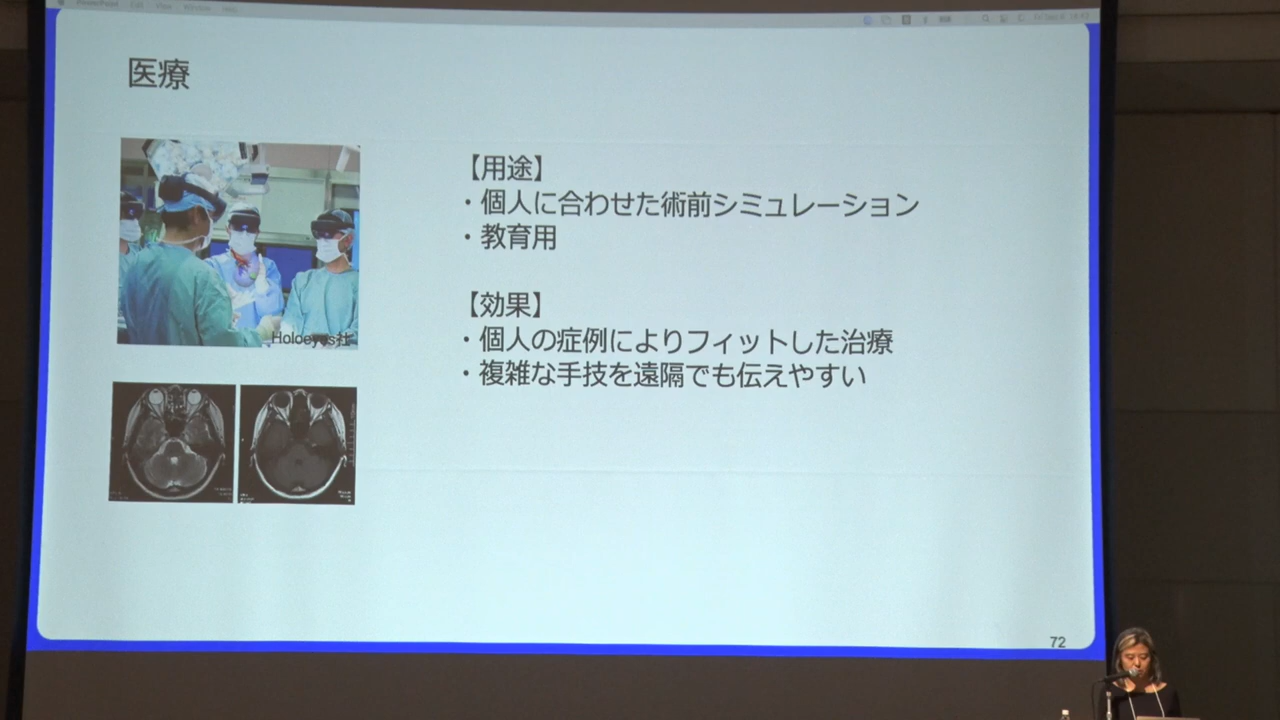 医療
【用途】
・個人に合わせた術前シミュレーション
・教育用
【効果】
・個人の症例によりフィットした治療
・複雑な手技を遠隔でも伝えやすい
Holoeyes社
72